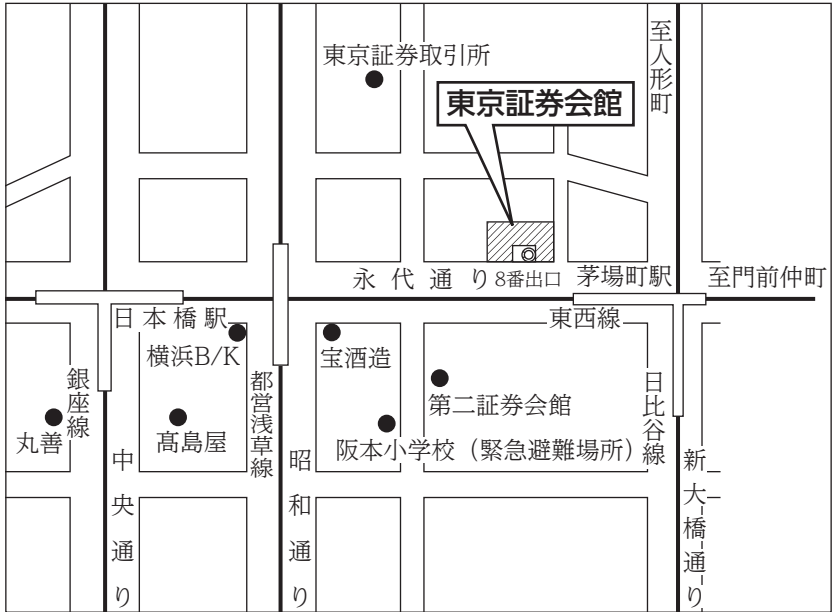 至人形町
東京証券取引所
東京証券会館
永代通り
8番出口
茅場町駅
至門前仲町
日本橋駅
東西線
横浜B/K
宝酒造
銀座線
都営浅草線
第二証券会館
日比谷線
丸善
髙島屋
阪本小学校（緊急避難場所）
中央通り
昭和通り
新大橋通り